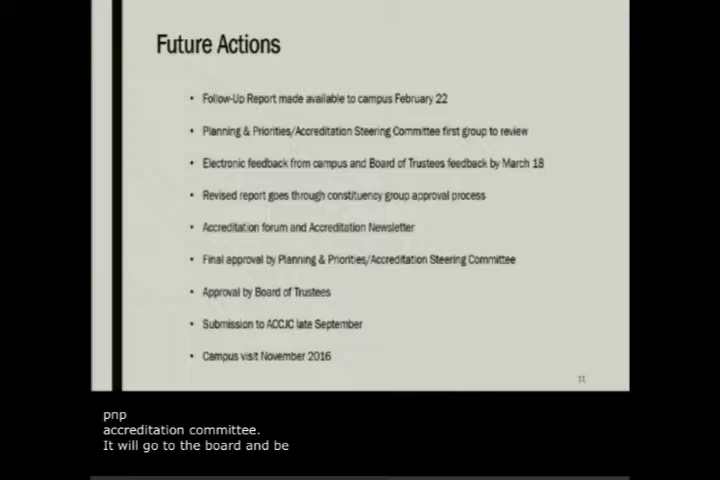 Future Actions
• Follow-Up Report made available to campus February 22
• Planning & Priorities/Accreditation Steering Committee first group to review
• Electronic feedback from campus and Board of Trustees feedback by March 18
• Revised report goes through constituency group approval process
• Accreditation forum and Accreditation Newsletter
• Final approval by Planning & Priorities/Accreditation Steering Committee
• Approval by Board of Trustees
• Submission to ACCJC late September
• Campus visit November 2016
11
pnp
accreditation committee.
It will go to the board and be